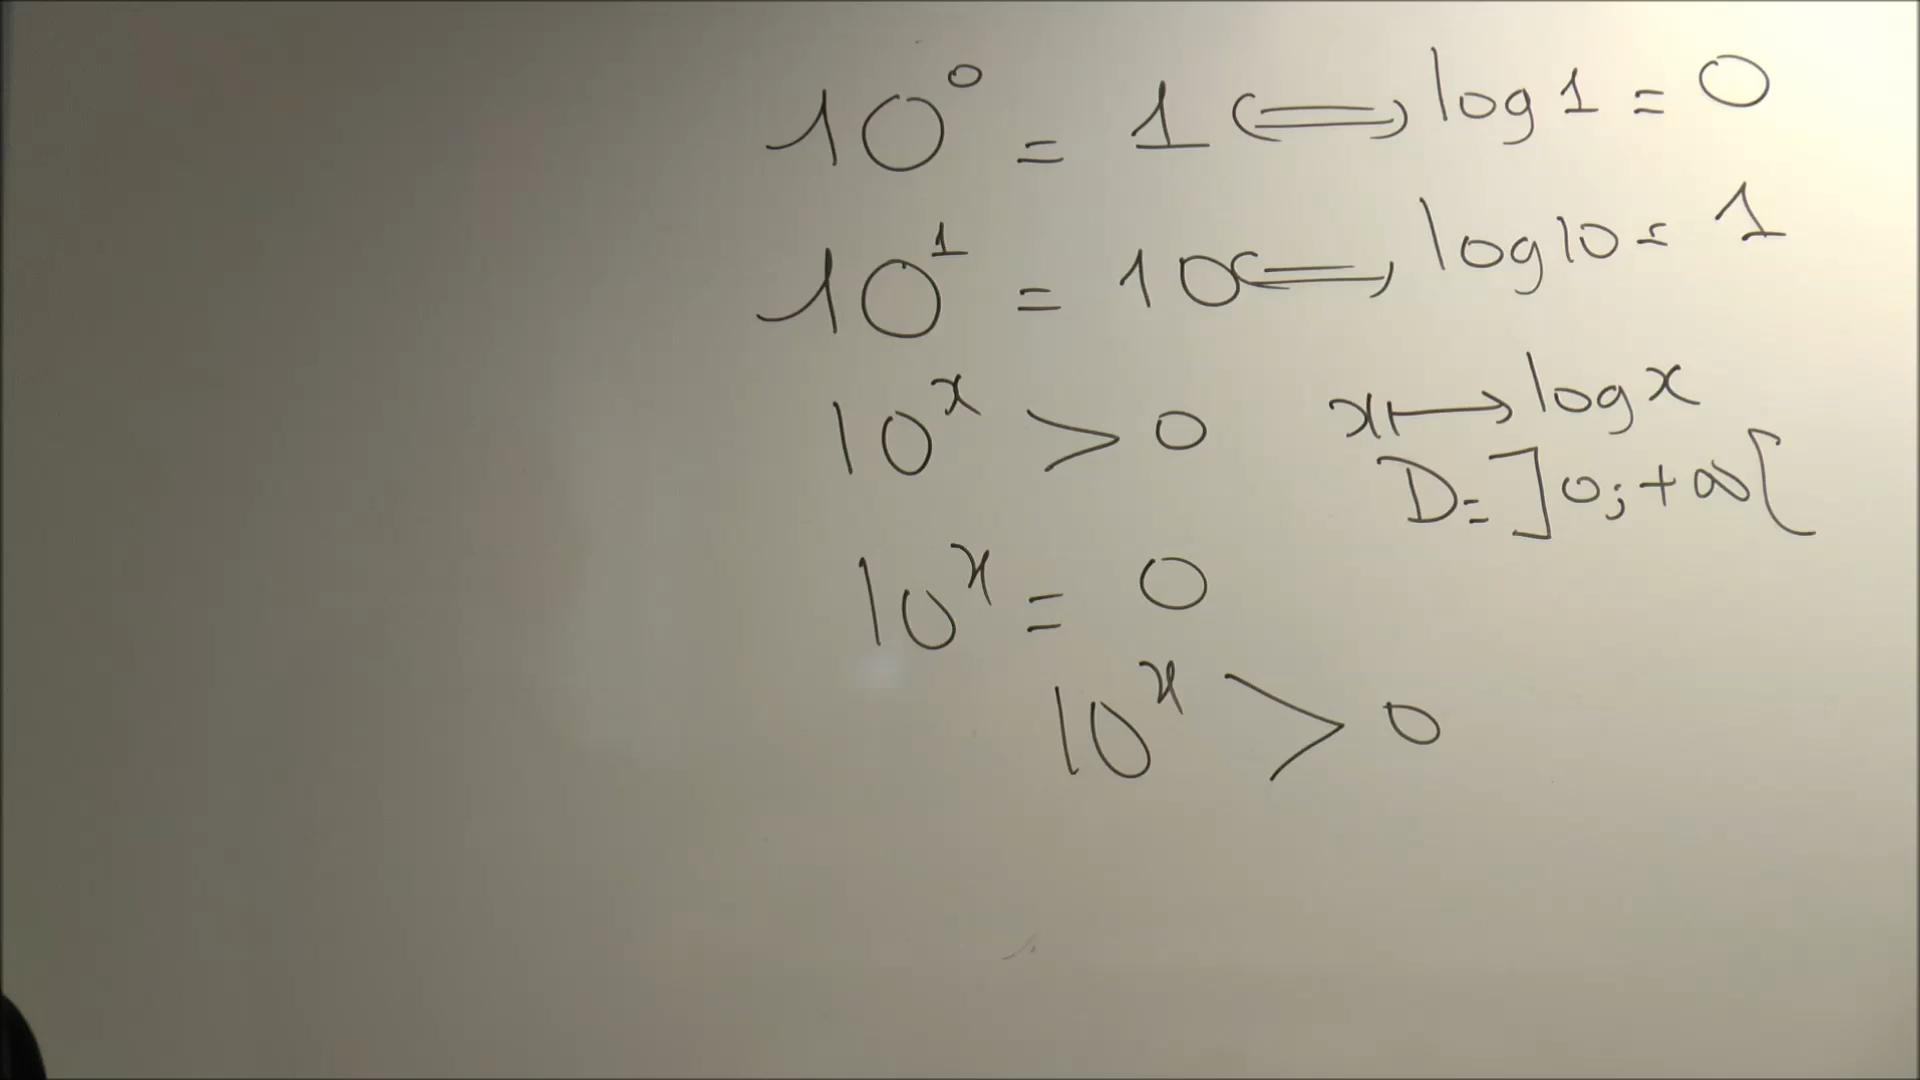 10⁰ = 1 ⟺ log 1 = 0
10¹ = 10 ⟺ log 10 = 1
10ˣ > 0
x ⟼ log x
D = ]0; +∞[
10ˣ = 0
10ˣ > 0